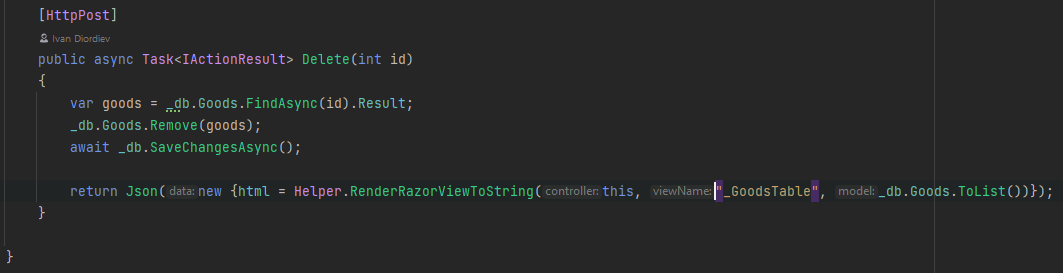 [HttpPost]
Ivan Diordiev
public async Task<IActionResult> Delete(int id)
{
var goods = _db.Goods.FindAsync(id).Result;
_db.Goods.Remove(goods);
await _db.SaveChangesAsync();
return Json( data: new {html = Helper.RenderRazorViewToString( controller: this, viewName: "_GoodsTable", model: _db.Goods.ToList())});
}
}